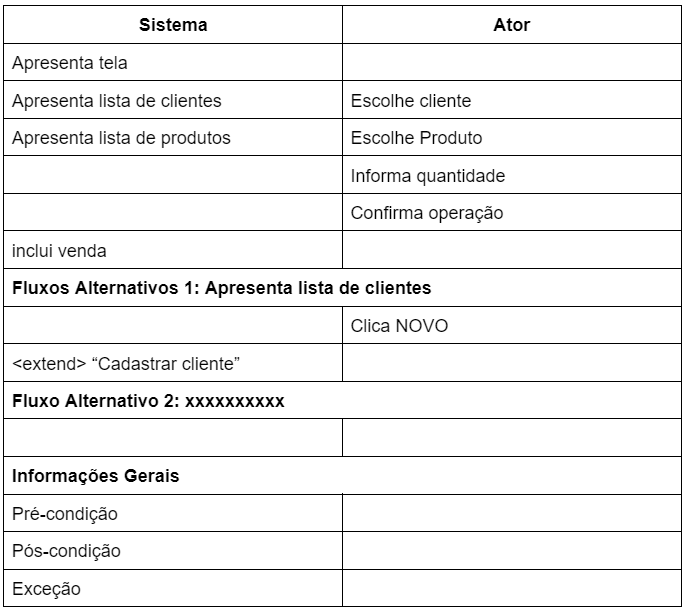 Sistema Ator
Apresenta tela
Apresenta lista de clientes Escolhe cliente
Apresenta lista de produtos Escolhe Produto
Informa quantidade
Confirma operação
inclui venda
Fluxos Alternativos 1: Apresenta lista de clientes
Clica NOVO
<extend> “Cadastrar cliente”
Fluxo Alternativo 2: xxxxxxxxxx
Informações Gerais
Pré-condição
Pós-condição
Exceção